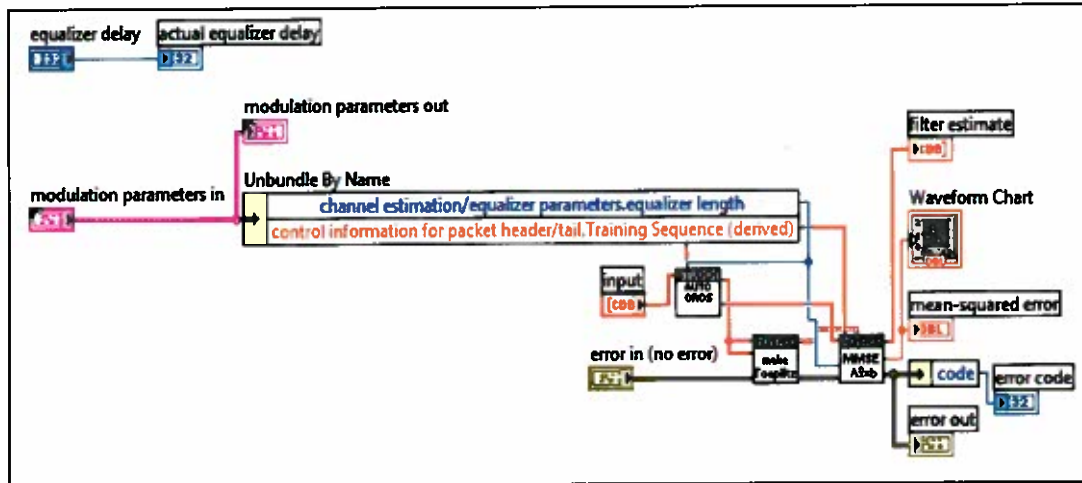 equalizer delay
actual equalizer delay
modulation parameters out
modulation parameters in
Unbundle By Name
channel estimation/equalizer parameters.equalizer length
control information for packet header/tail.Training Sequence (derived)
filter estimate
Waveform Chart
input
AUTO
mean-squared error
DBL
error in (no error)
make
Toeplitz
MMSE
code
error code
error out